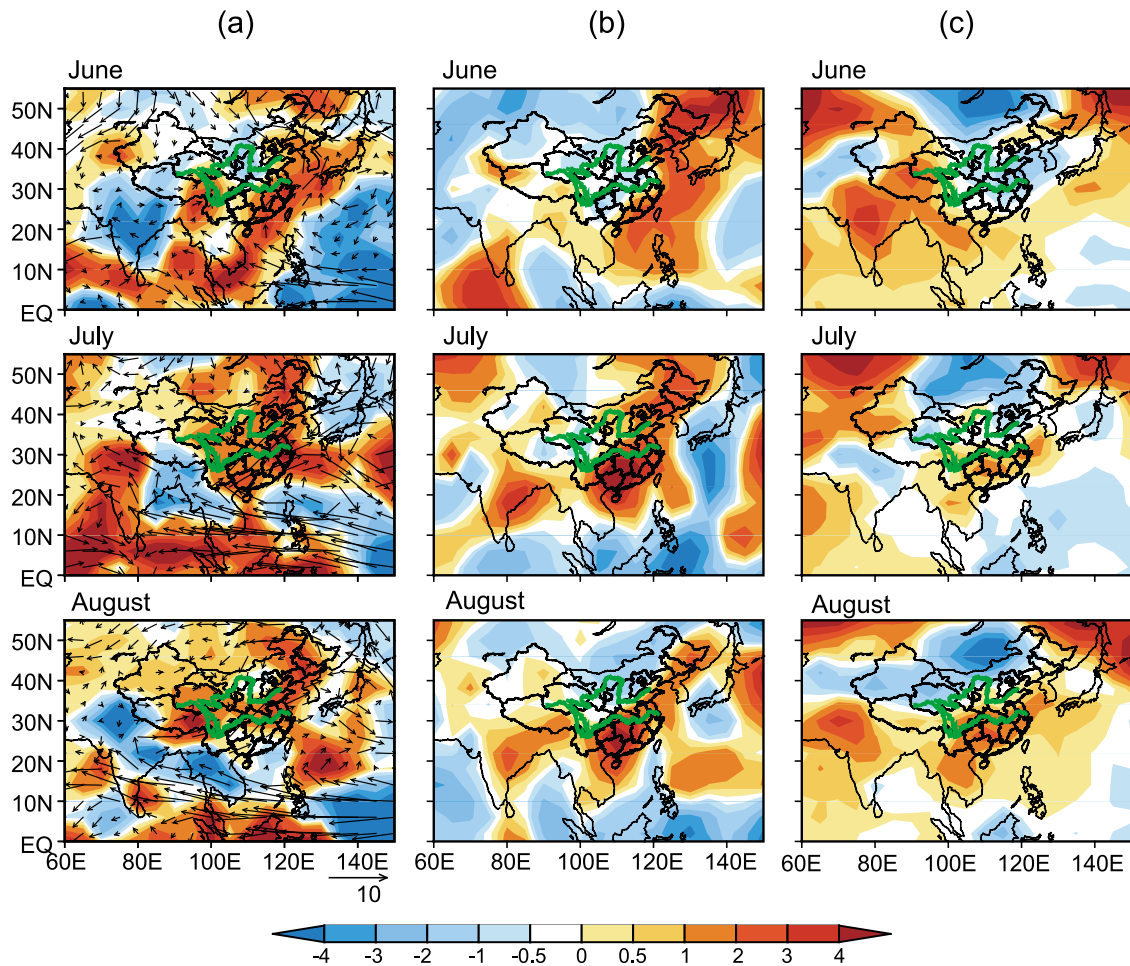 (a) (b) (c)
June June June
50N
40N
30N
20N
10N
EQ
July July July
50N
40N
30N
20N
10N
EQ
August August August
50N
40N
30N
20N
10N
EQ
60E 80E 100E 120E 140E 60E 80E 100E 120E 140E 60E 80E 100E 120E 140E
10
-4 -3 -2 -1 -0.5 0 0.5 1 2 3 4